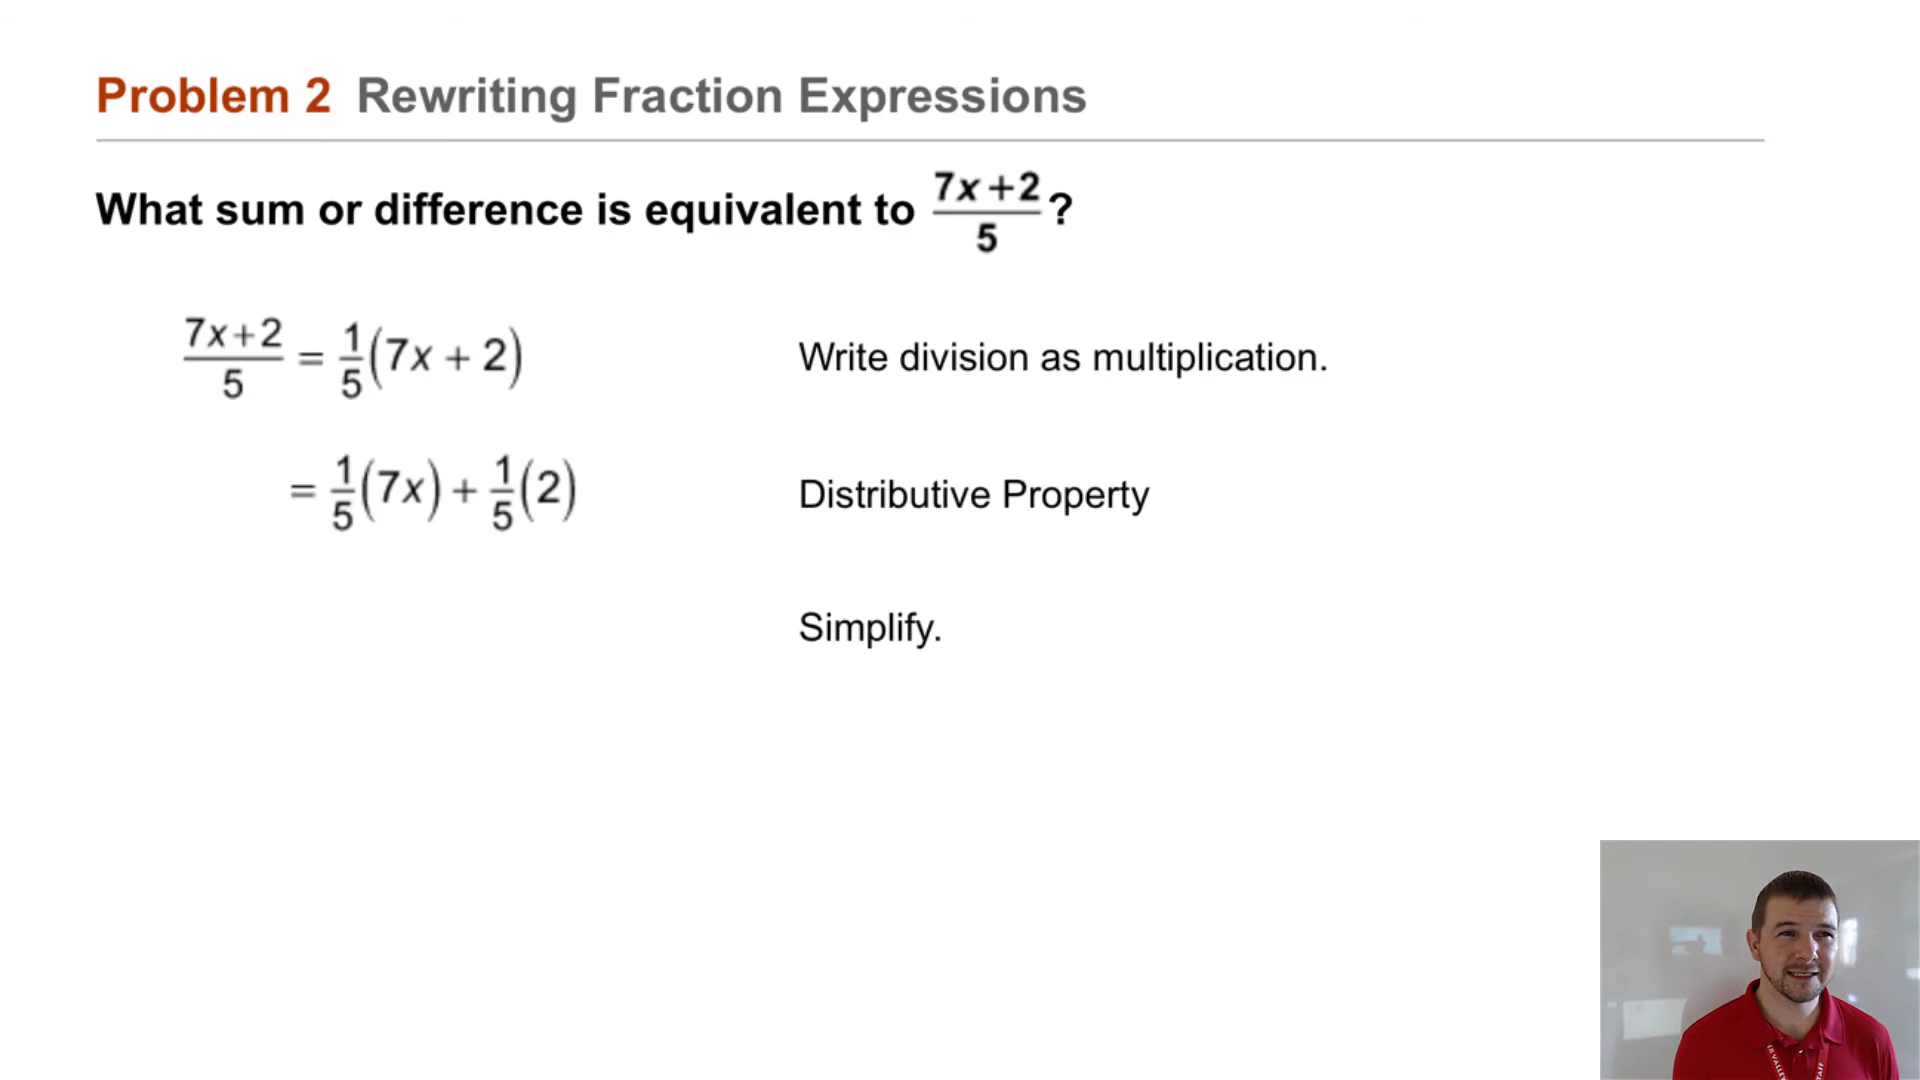 Problem 2 Rewriting Fraction Expressions
What sum or difference is equivalent to (7x+2)/5?
(7x+2)/5 = 1/5(7x + 2) Write division as multiplication.
= 1/5(7x) + 1/5(2) Distributive Property
Simplify.